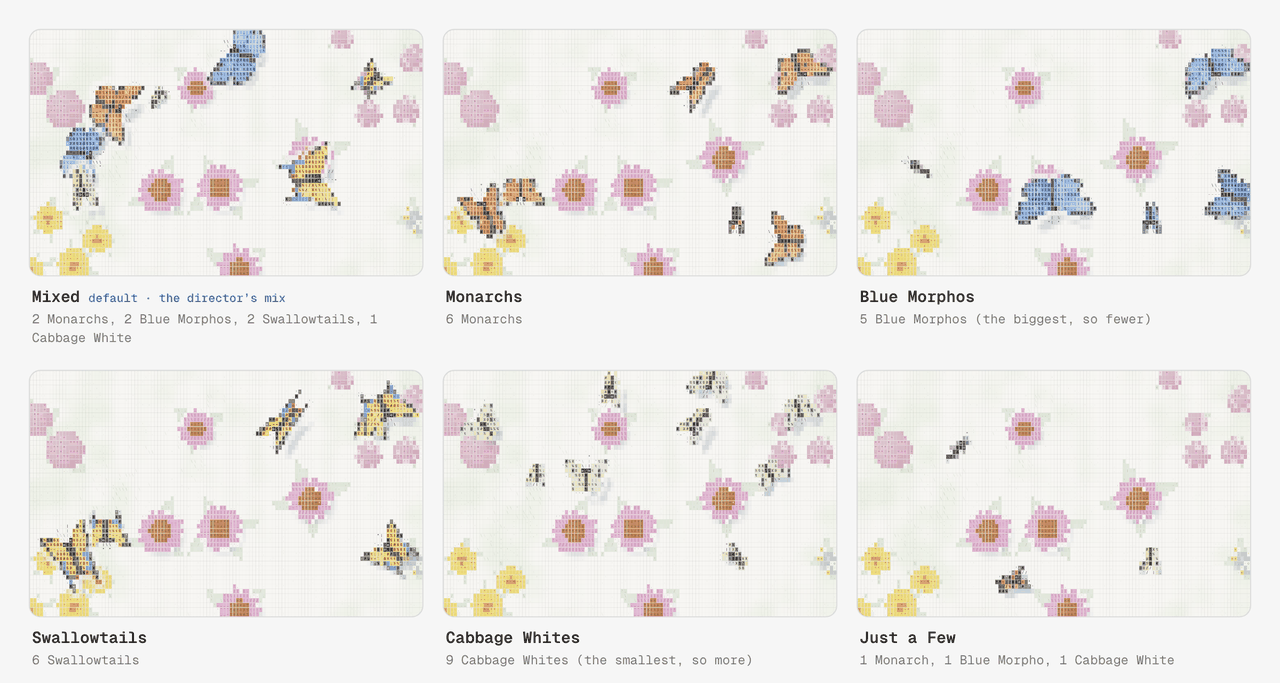 Mixed default · the director's mix
2 Monarchs, 2 Blue Morphos, 2 Swallowtails, 1
Cabbage White
Monarchs
6 Monarchs
Blue Morphos
5 Blue Morphos (the biggest, so fewer)
Swallowtails
6 Swallowtails
Cabbage Whites
9 Cabbage Whites (the smallest, so more)
Just a Few
1 Monarch, 1 Blue Morpho, 1 Cabbage White